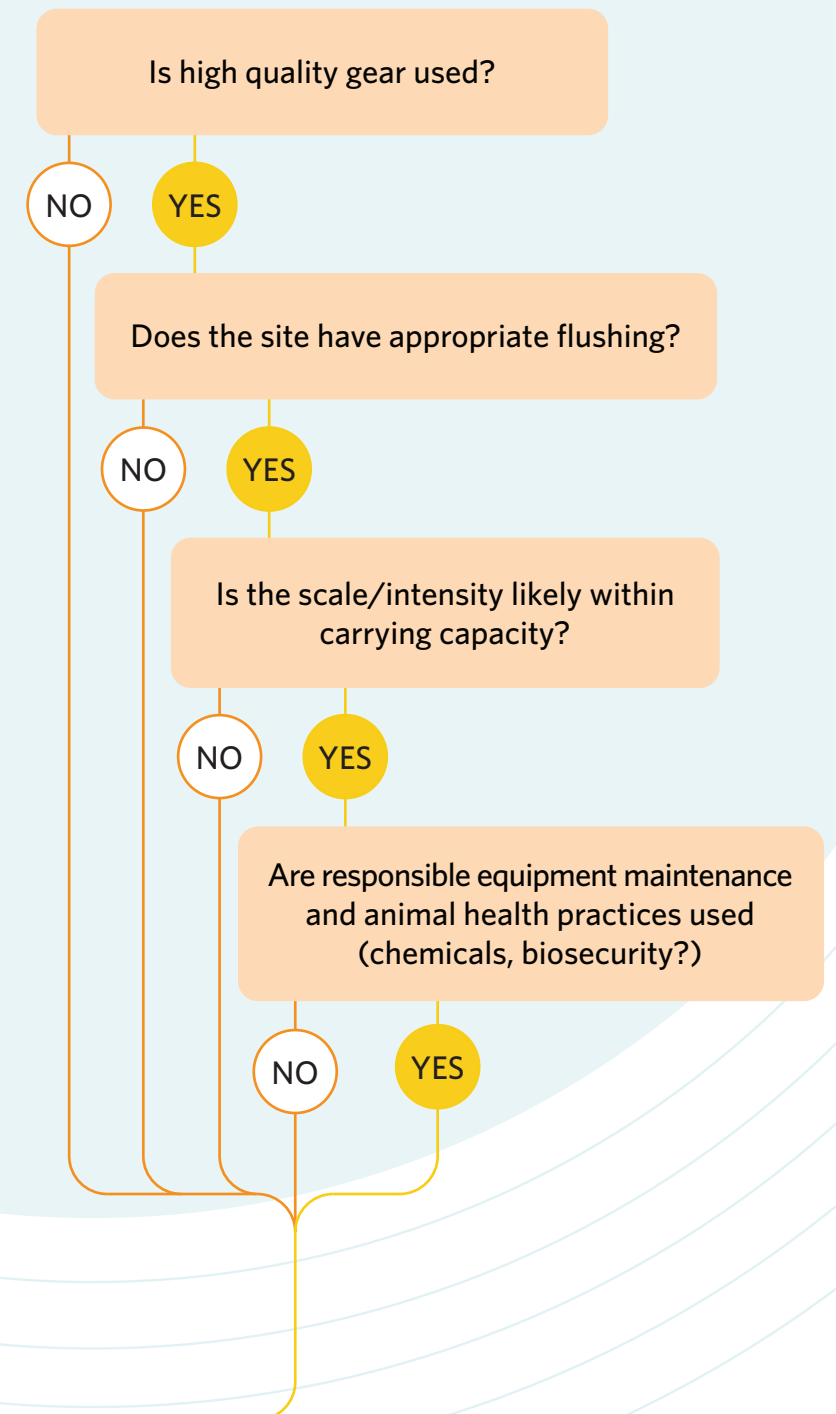 Is high quality gear used?
NO
YES
Does the site have appropriate flushing?
NO
YES
Is the scale/intensity likely within
carrying capacity?
NO
YES
Are responsible equipment maintenance
and animal health practices used
(chemicals, biosecurity?)
NO
YES